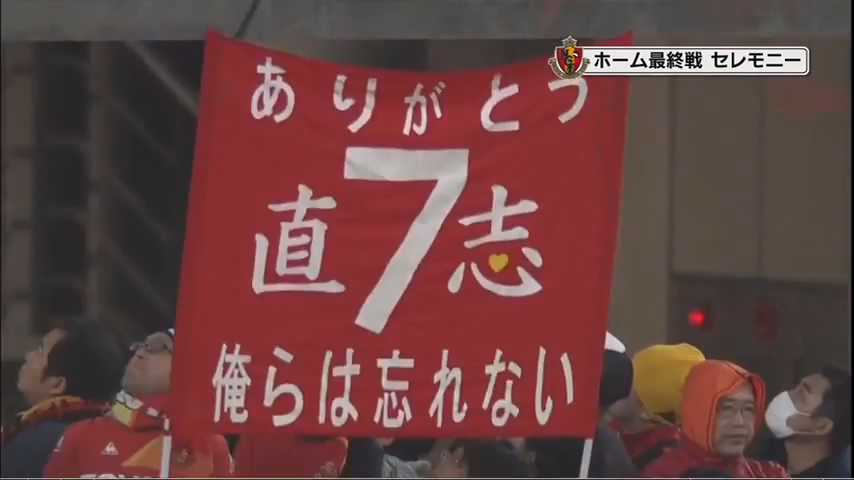 ホーム最終戦 セレモニー
ありがとう
直7志
俺らは忘れない